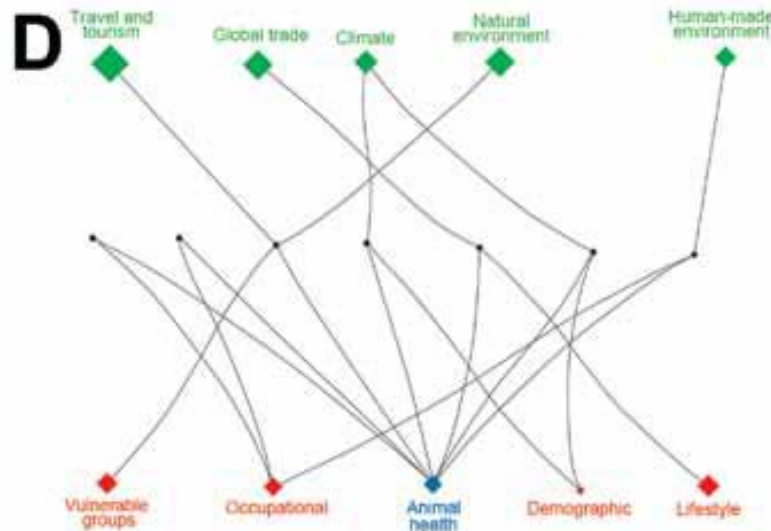 D
Travel and
tourism
Global trade
Climate
Natural
environment
Human-made
environment
Vulnerable
groups
Occupational
Animal
health
Demographic
Lifestyle